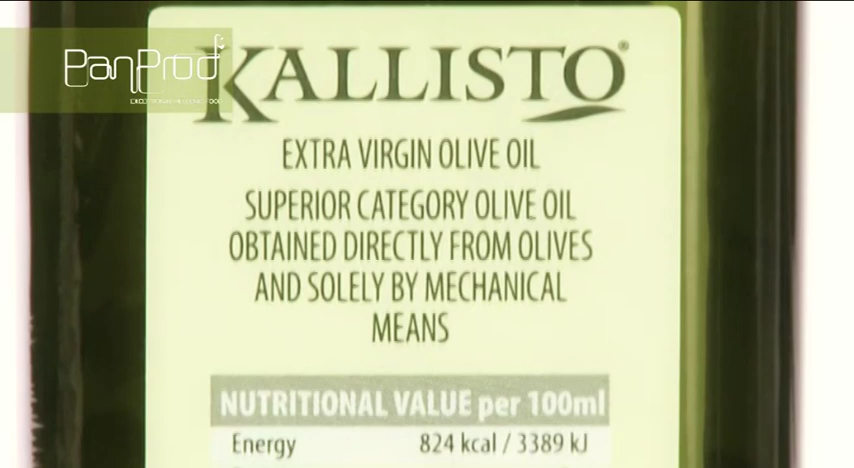 PanProd
KALLISTO®
EXTRA VIRGIN OLIVE OIL
SUPERIOR CATEGORY OLIVE OIL
OBTAINED DIRECTLY FROM OLIVES
AND SOLELY BY MECHANICAL
MEANS
NUTRITIONAL VALUE per 100ml
Energy 824 kcal / 3389 kJ